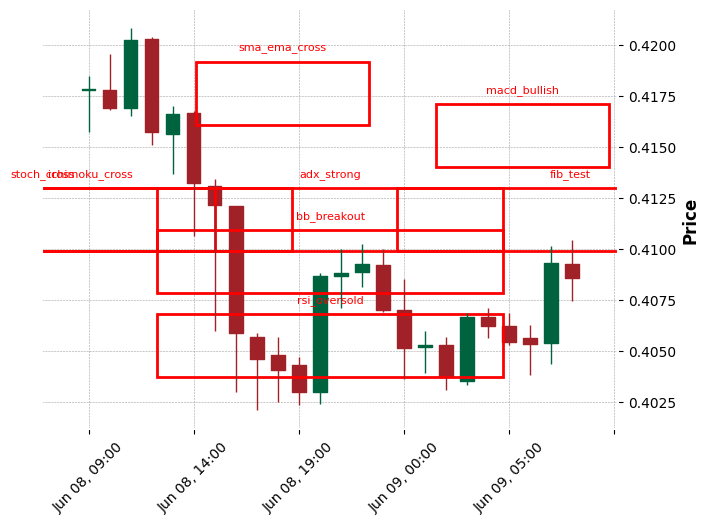 sma_ema_cross
macd_bullish
stoch_cross
ichimoku_cross
adx_strong
fib_test
bb_breakout
rsi_oversold
0.4200
0.4175
0.4150
0.4125
0.4100
0.4075
0.4050
0.4025
Price
Jun 08, 09:00
Jun 08, 14:00
Jun 08, 19:00
Jun 09, 00:00
Jun 09, 05:00